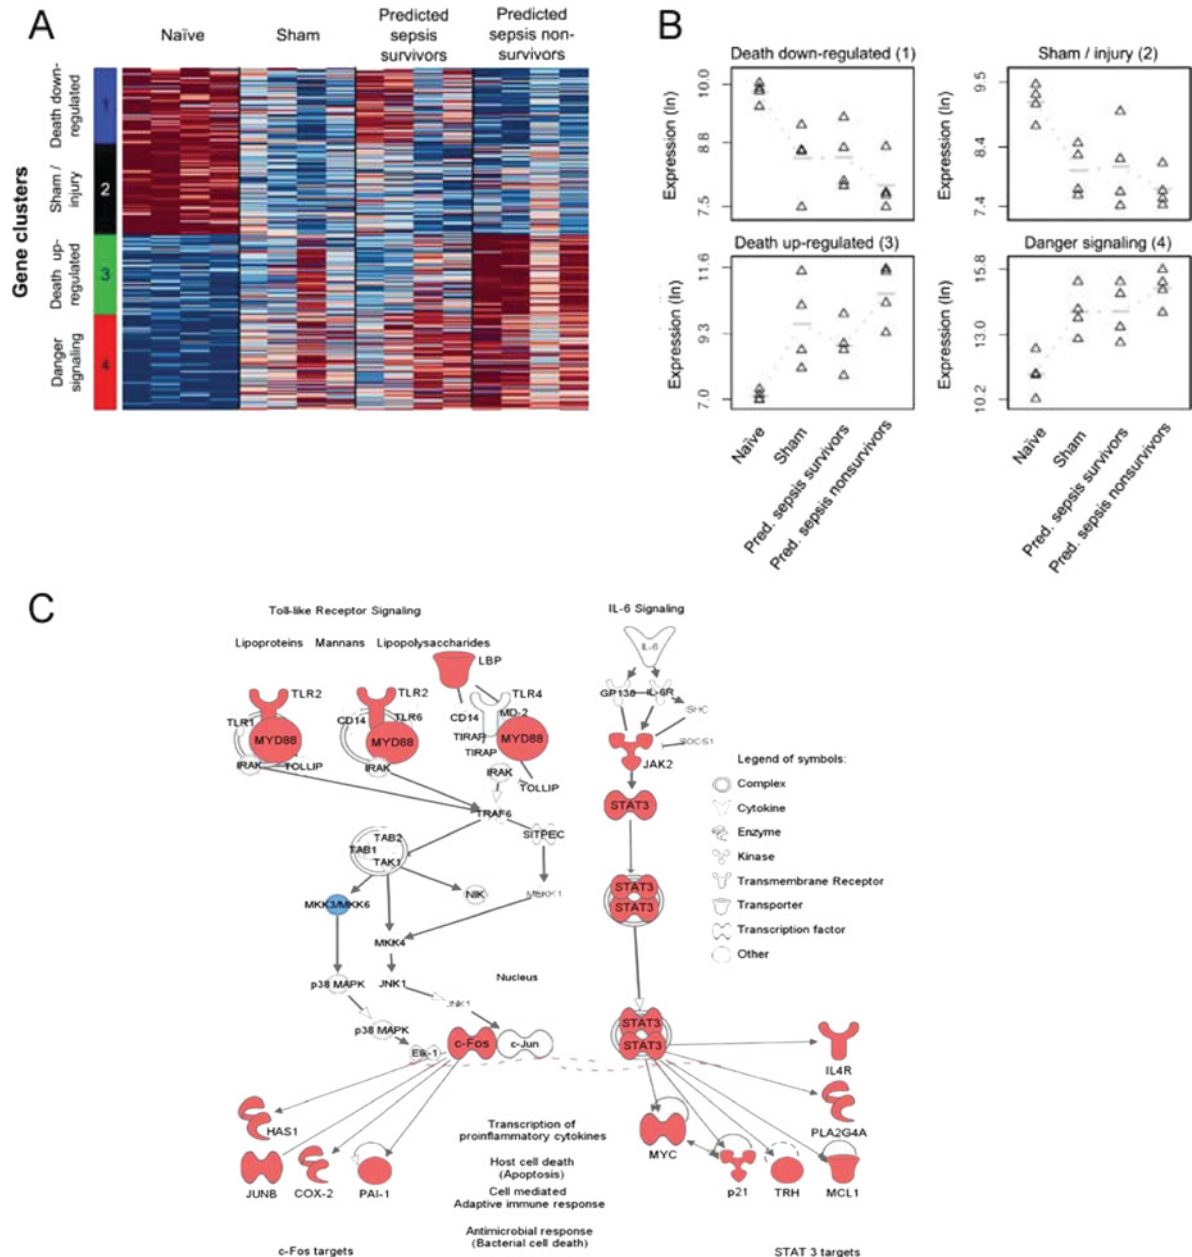 A
Naïve
Sham
Predicted
sepsis
survivors
Predicted
sepsis non-
survivors
Gene clusters
Death down-
regulated
Sham /
injury
Death up-
regulated
Danger
signaling
1
2
3
4
B
Death down-regulated (1)
Expression (ln)
10.0
8.8
7.5
Sham / injury (2)
Expression (ln)
9.5
8.4
7.4
Death up-regulated (3)
Expression (ln)
11.6
9.3
7.0
Danger signaling (4)
Expression (ln)
15.8
13.0
10.2
Naïve
Sham
Pred. sepsis survivors
Pred. sepsis nonsurvivors
Naïve
Sham
Pred. sepsis survivors
Pred. sepsis nonsurvivors
C
Toll-like Receptor Signaling
Lipoproteins Mannans Lipopolysaccharides
LBP
TLR2
TLR1
MYD88
IRAK
TOLLIP
TLR2
CD14
TLR6
MYD88
IRAK
TLR4
CD14
MD-2
TIRAP
TIRAP
MYD88
IRAK
TOLLIP
TRAF6
SITPEC
TAB2
TAB1
TAK1
MKK3/MKK6
NIK
MEKK1
MKK4
p38 MAPK
JNK1
Nucleus
JNK1
p38 MAPK
Elk-1
c-Fos
c-Jun
HAS1
JUNB
COX-2
PAI-1
c-Fos targets
Transcription of
proinflammatory cytokines
Host cell death
(Apoptosis)
Cell mediated
Adaptive immune response
Antimicrobial response
(Bacterial cell death)
IL-6 Signaling
IL-6
GP130
IL-6R
SHC
SOCS1
JAK2
STAT3
STAT3
STAT3
STAT3
STAT3
IL4R
PLA2G4A
MYC
p21
TRH
MCL1
STAT 3 targets
Legend of symbols:
Complex
Cytokine
Enzyme
Kinase
Transmembrane Receptor
Transporter
Transcription factor
Other